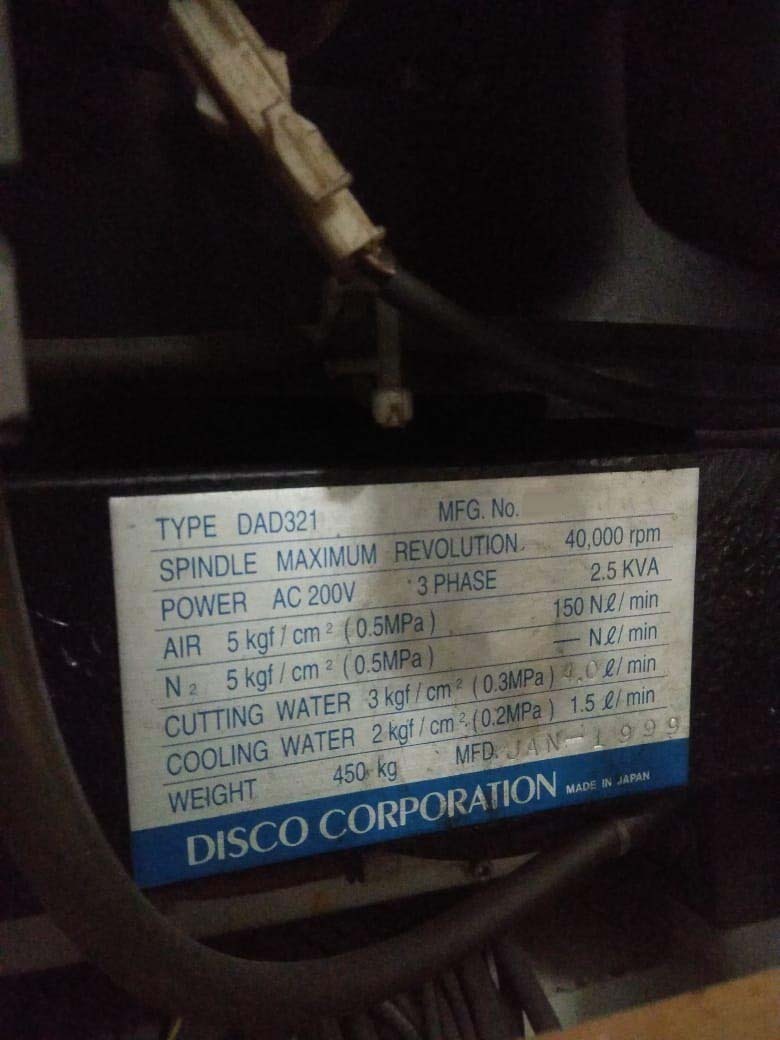 TYPE DAD321 MFG. No.
SPINDLE MAXIMUM REVOLUTION 40,000 rpm
POWER AC 200V 3 PHASE 2.5 KVA
AIR 5 kgf / cm² (0.5MPa) 150 Nℓ/ min
N₂ 5 kgf / cm² (0.5MPa) — Nℓ/ min
CUTTING WATER 3 kgf / cm² (0.3MPa) 4.0 ℓ/ min
COOLING WATER 2 kgf / cm² (0.2MPa) 1.5 ℓ/ min
WEIGHT 450 kg MFD. JAN-1999
DISCO CORPORATION MADE IN JAPAN